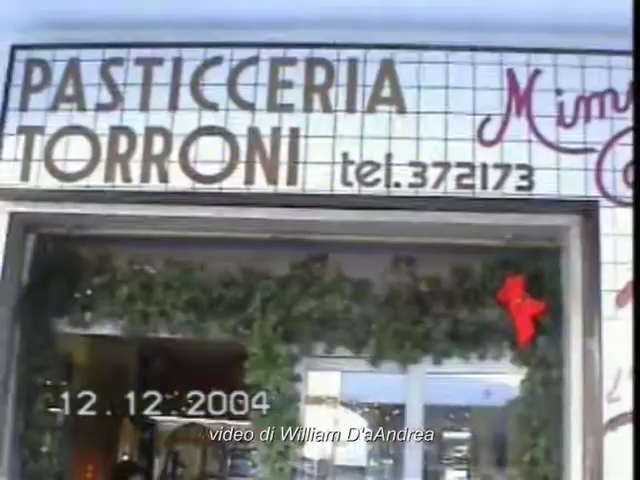 PASTICCERIA
TORRONI tel.372173
12.12.2004
video di William D'aAndrea